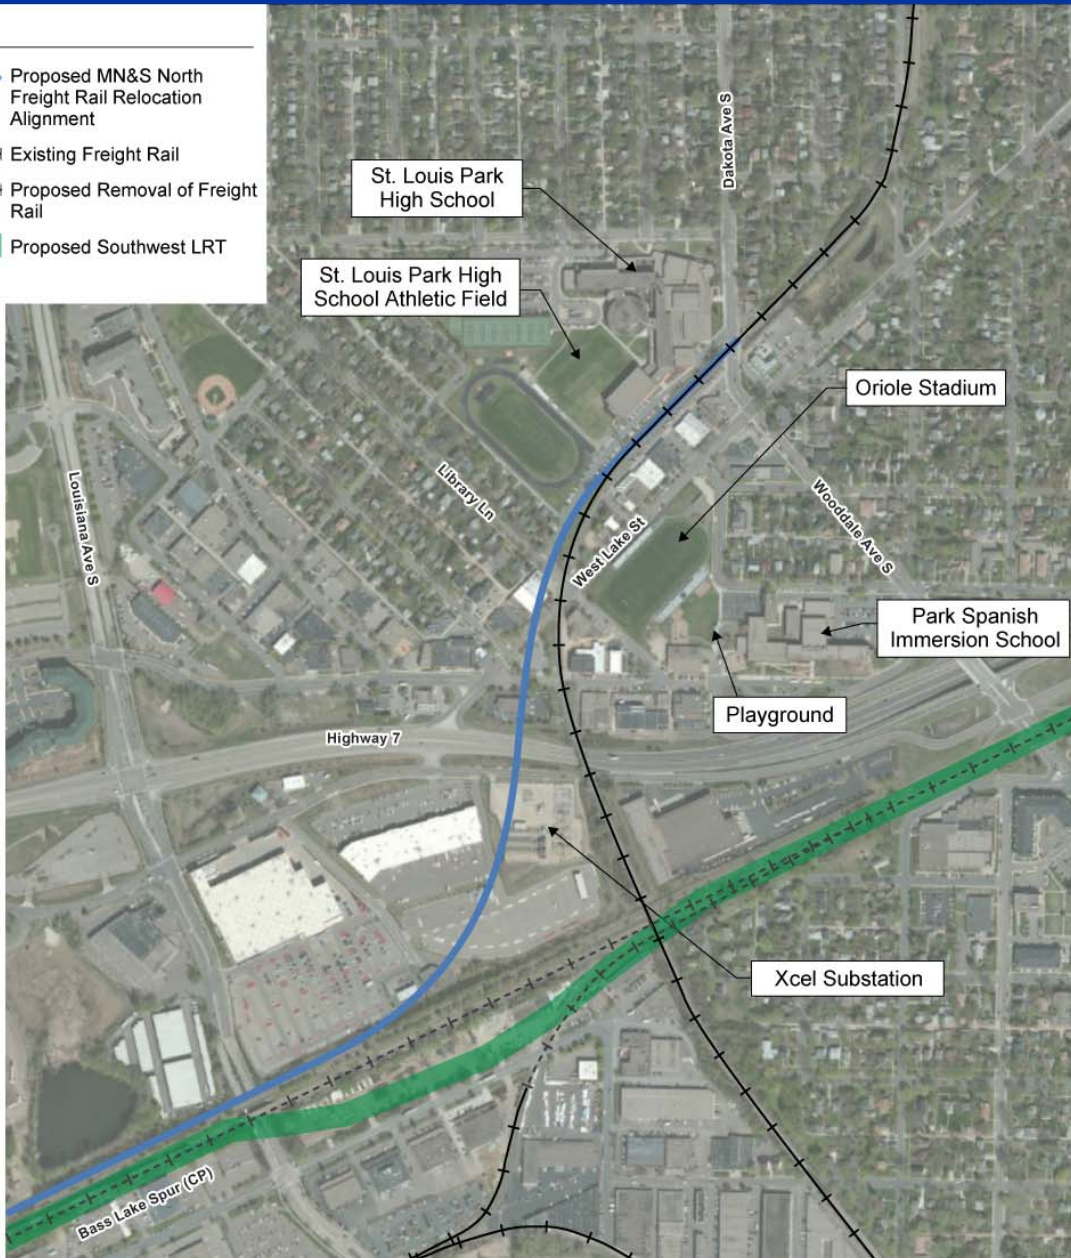 Proposed MN&S North
Freight Rail Relocation
Alignment
Existing Freight Rail
Proposed Removal of Freight
Rail
Proposed Southwest LRT
Dakota Ave S
St. Louis Park
High School
St. Louis Park High
School Athletic Field
Oriole Stadium
Louisiana Ave S
Library Ln
Wooddale Ave S
West Lake St
Park Spanish
Immersion School
Playground
Highway 7
Xcel Substation
Bass Lake Spur (CP)